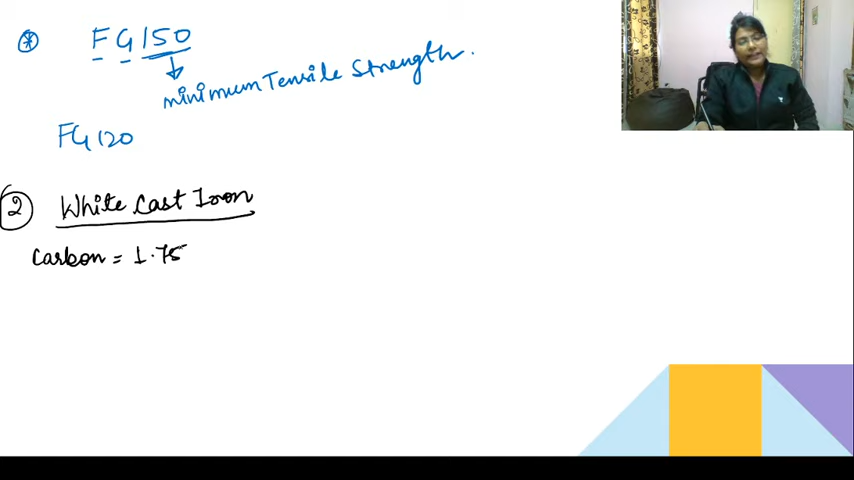 * FG150
minimum Tensile Strength.
FG120
2 White Cast Iron
Carbon = 1.75